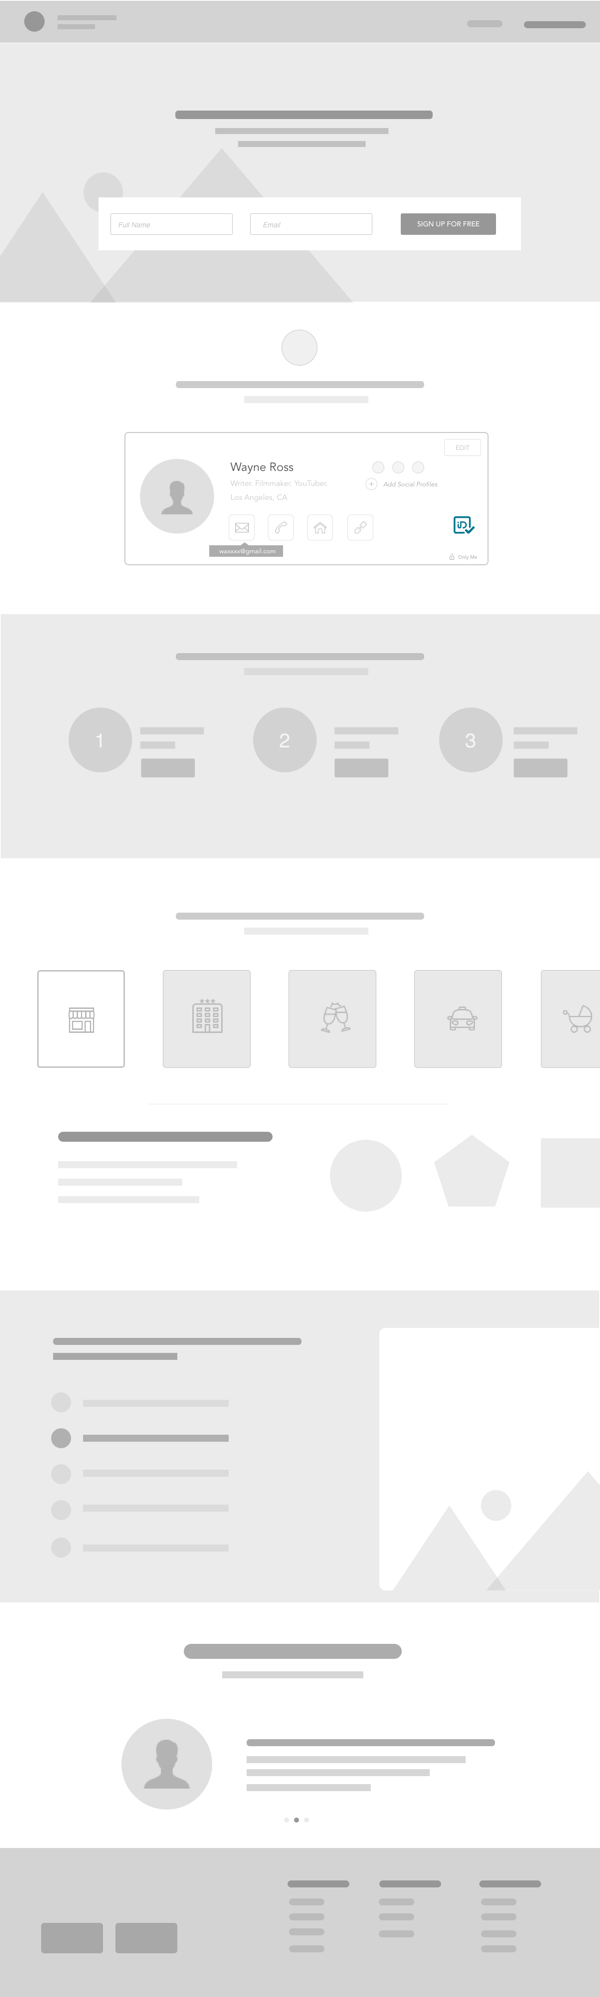 Full Name
Email
SIGN UP FOR FREE
EDIT
Wayne Ross
Writer. Filmmaker. YouTuber.
Los Angeles, CA
Add Social Profiles
waxxxx@gmail.com
iD
Only Me
1
2
3